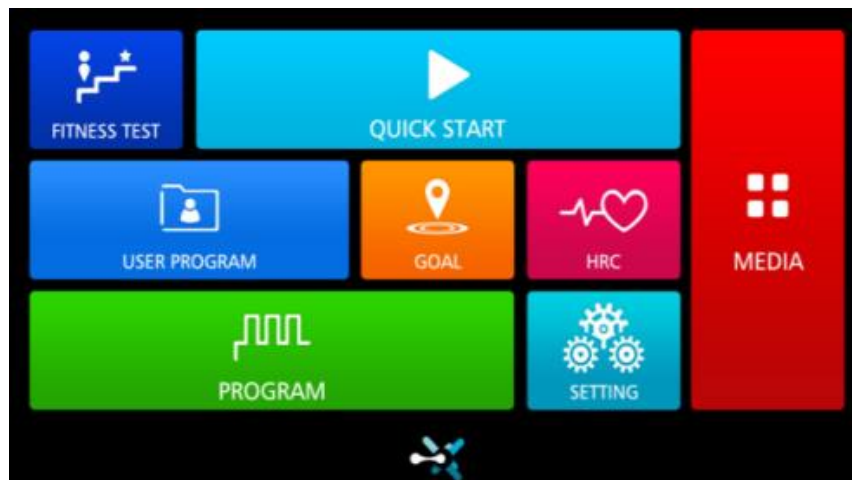 FITNESS TEST
QUICK START
USER PROGRAM
GOAL
HRC
MEDIA
PROGRAM
SETTING